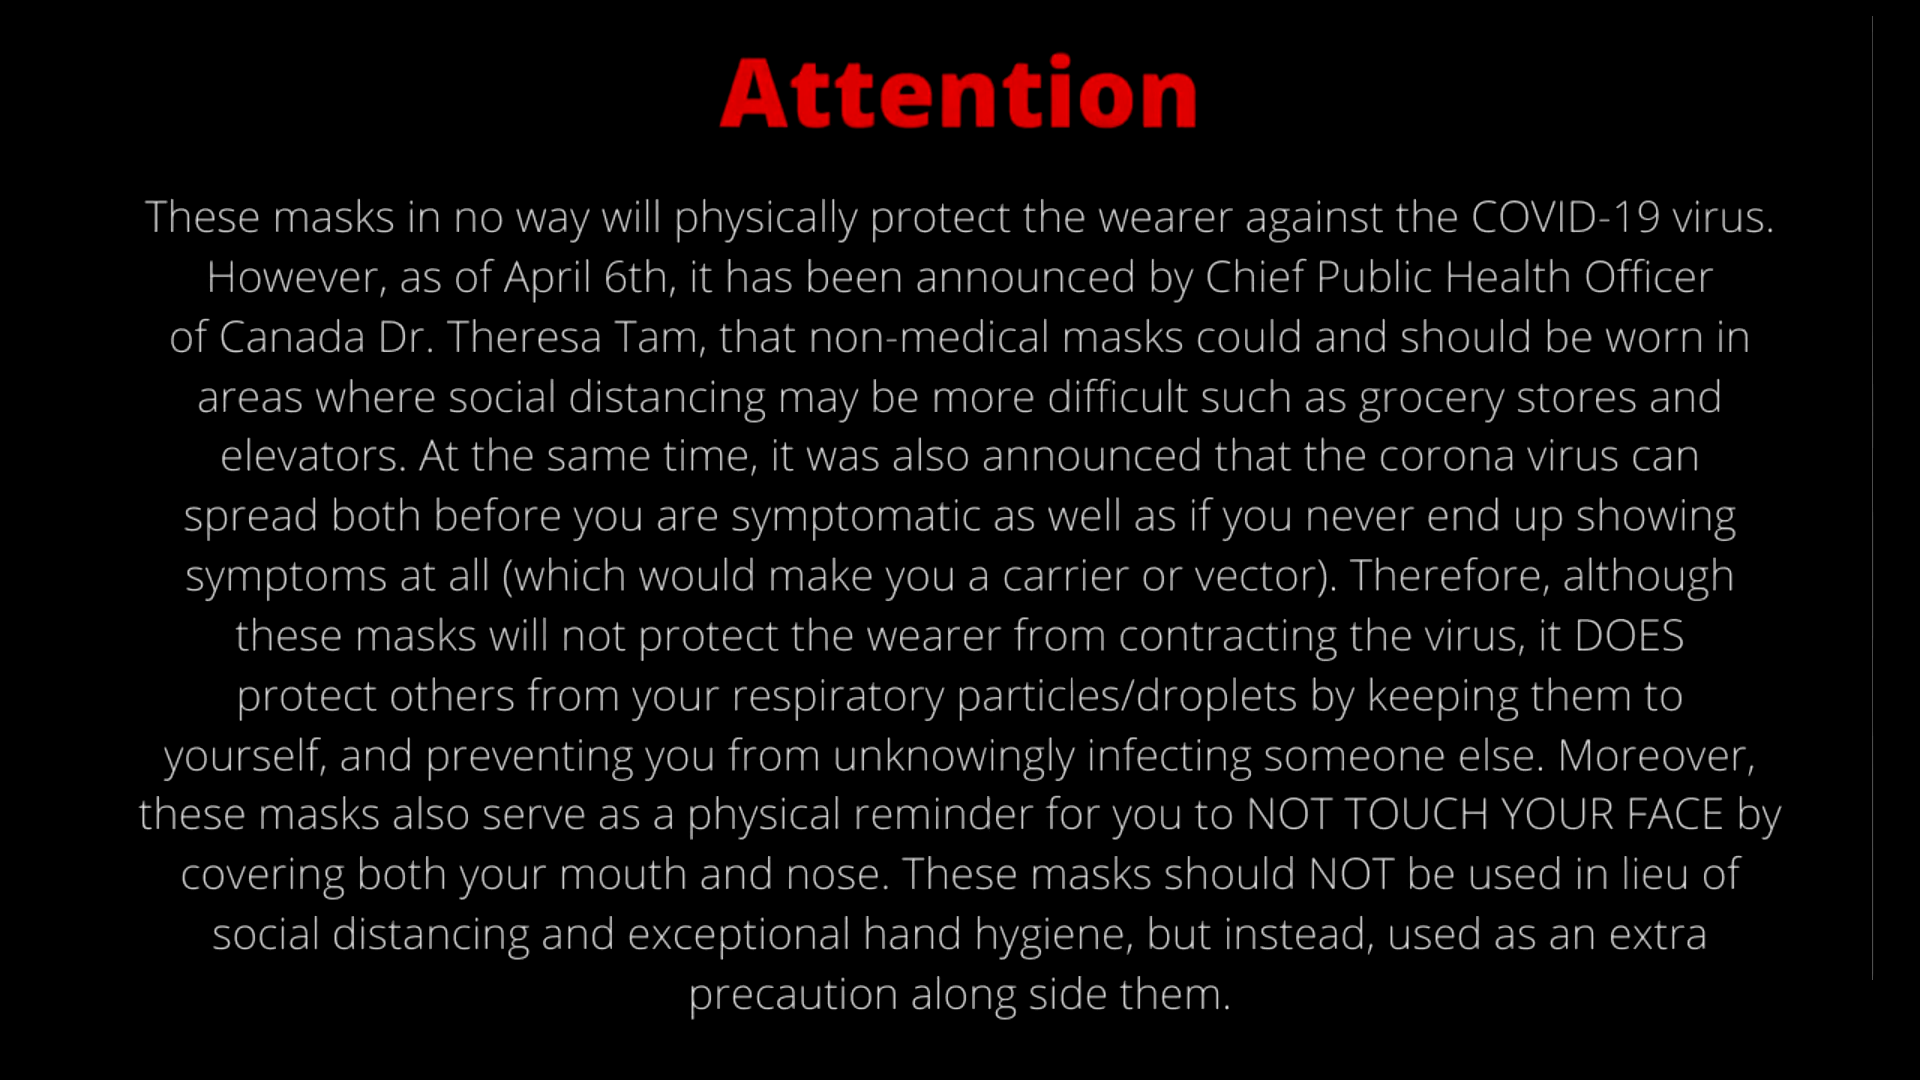 Attention
These masks in no way will physically protect the wearer against the COVID-19 virus.
However, as of April 6th, it has been announced by Chief Public Health Officer
of Canada Dr. Theresa Tam, that non-medical masks could and should be worn in
areas where social distancing may be more difficult such as grocery stores and
elevators. At the same time, it was also announced that the corona virus can
spread both before you are symptomatic as well as if you never end up showing
symptoms at all (which would make you a carrier or vector). Therefore, although
these masks will not protect the wearer from contracting the virus, it DOES
protect others from your respiratory particles/droplets by keeping them to
yourself, and preventing you from unknowingly infecting someone else. Moreover,
these masks also serve as a physical reminder for you to NOT TOUCH YOUR FACE by
covering both your mouth and nose. These masks should NOT be used in lieu of
social distancing and exceptional hand hygiene, but instead, used as an extra
precaution along side them.